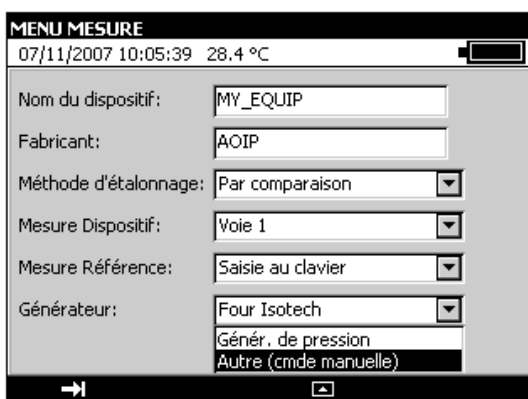 MENU MESURE
07/11/2007 10:05:39 28.4 °C
Nom du dispositif: MY_EQUIP
Fabricant: AOIP
Méthode d'étalonnage: Par comparaison
Mesure Dispositif: Voie 1
Mesure Référence: Saisie au clavier
Générateur: Four Isotech
Génér. de pression
Autre (cmde manuelle)